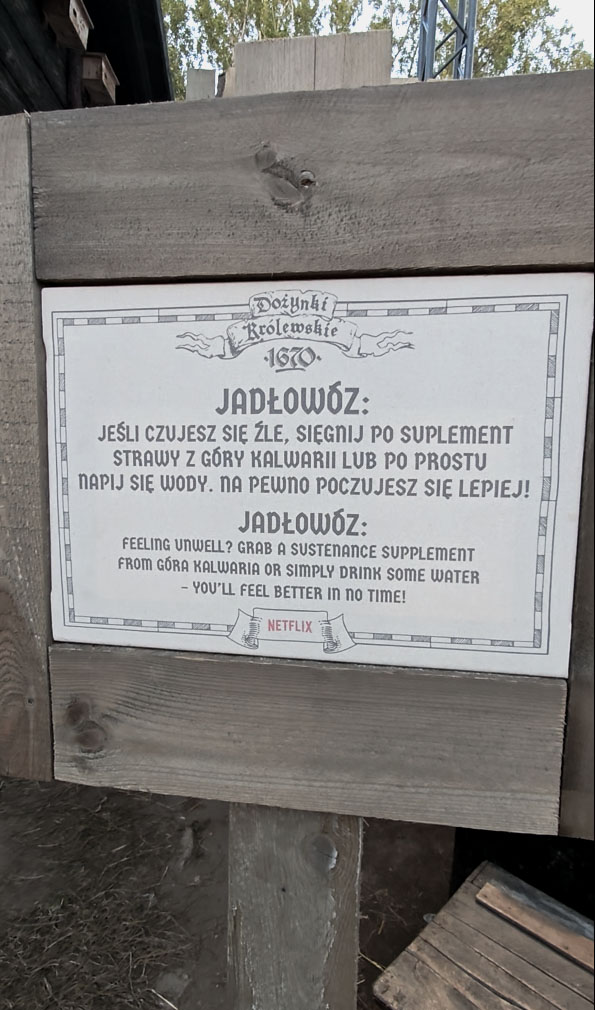 Dożynki
Królewskie
·1670·
JADŁOWÓZ:
JEŚLI CZUJESZ SIĘ ŹLE, SIĘGNIJ PO SUPLEMENT
STRAWY Z GÓRY KALWARII LUB PO PROSTU
NAPIJ SIĘ WODY. NA PEWNO POCZUJESZ SIĘ LEPIEJ!
JADŁOWÓZ:
FEELING UNWELL? GRAB A SUSTENANCE SUPPLEMENT
FROM GÓRA KALWARIA OR SIMPLY DRINK SOME WATER
– YOU'LL FEEL BETTER IN NO TIME!
NETFLIX